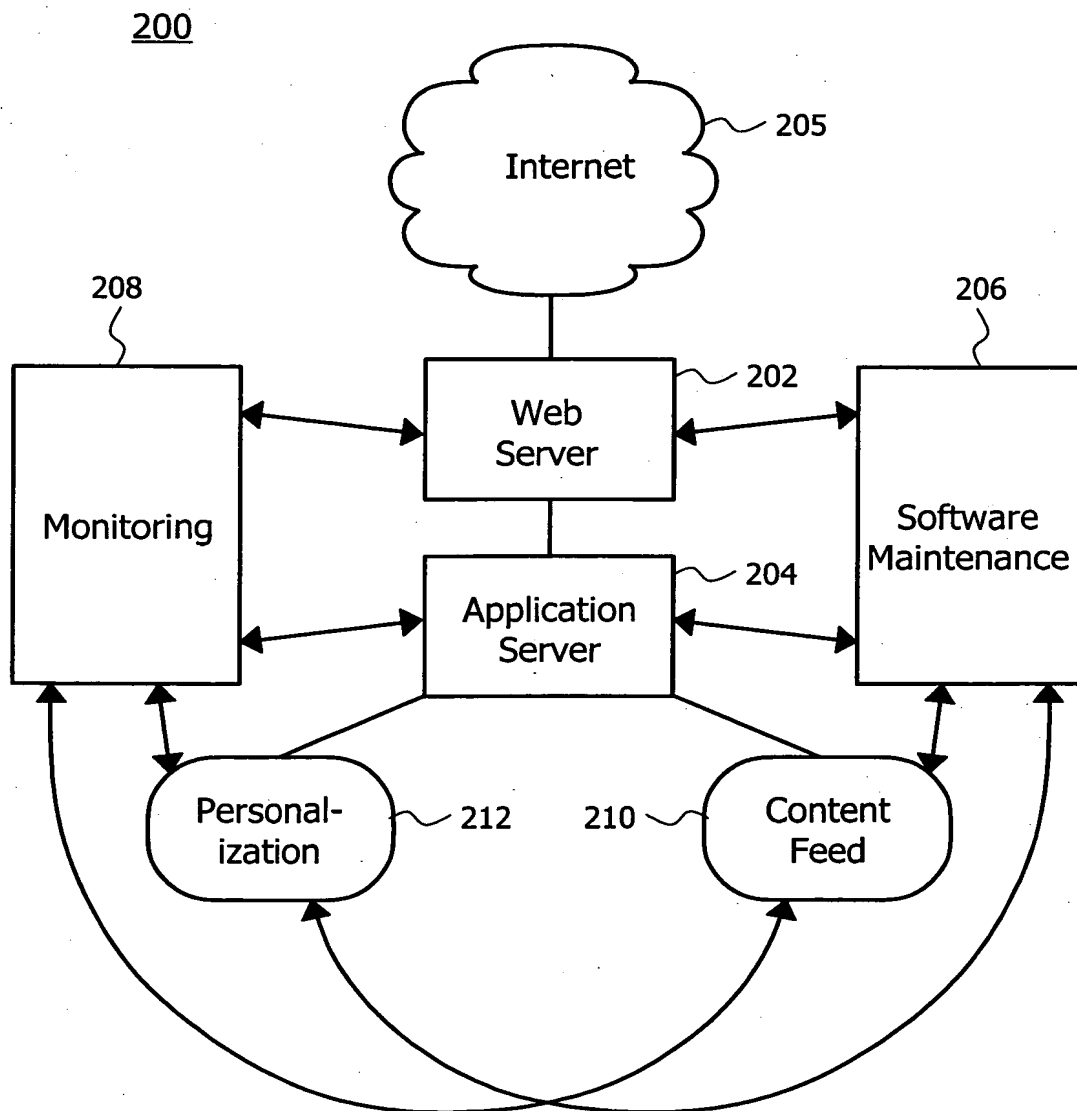 200
Internet
205
208
206
202
Web
Server
Monitoring
Software
Maintenance
204
Application
Server
Personal-
ization
212
210
Content
Feed